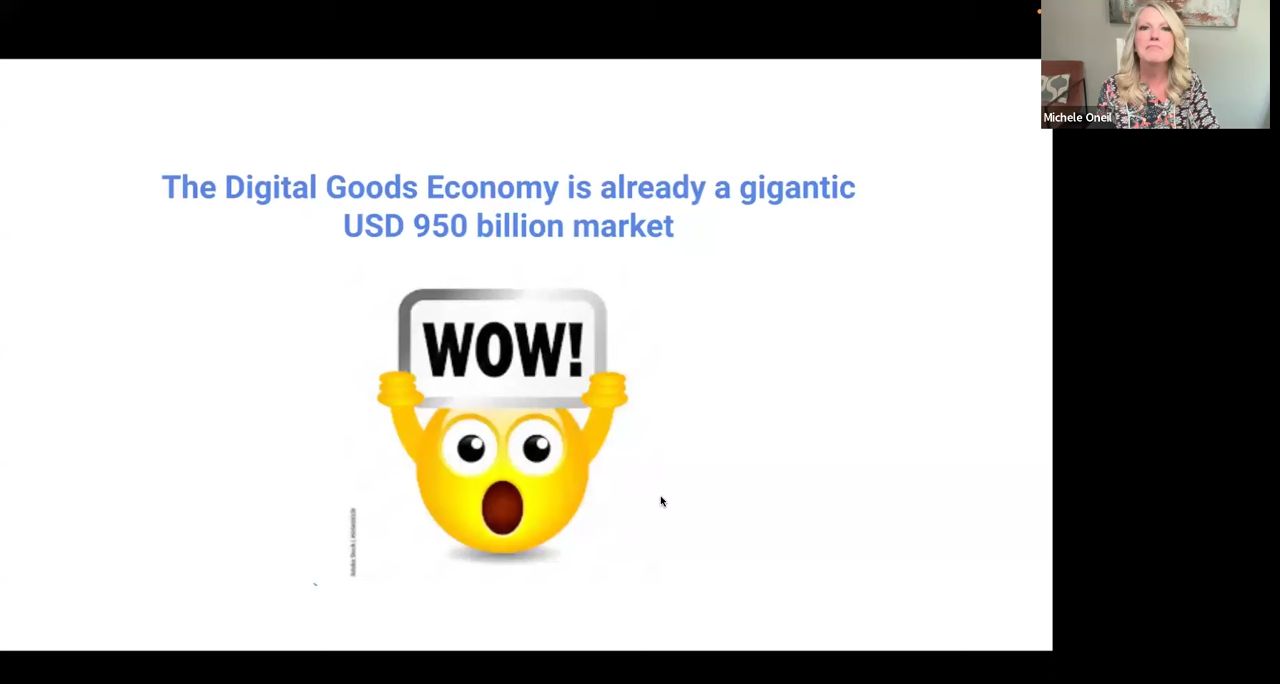 Michele Oneil
The Digital Goods Economy is already a gigantic
USD 950 billion market
WOW!